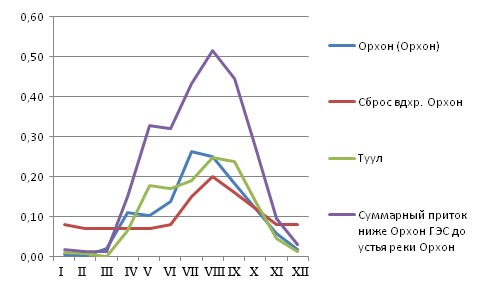 0,60
0,50
0,40
0,30
0,20
0,10
0,00
I II III IV V VI VII VIII IX X XI XII
Орхон (Орхон)
Сброс вдхр. Орхон
Туул
Суммарный приток
ниже Орхон ГЭС до
устья реки Орхон